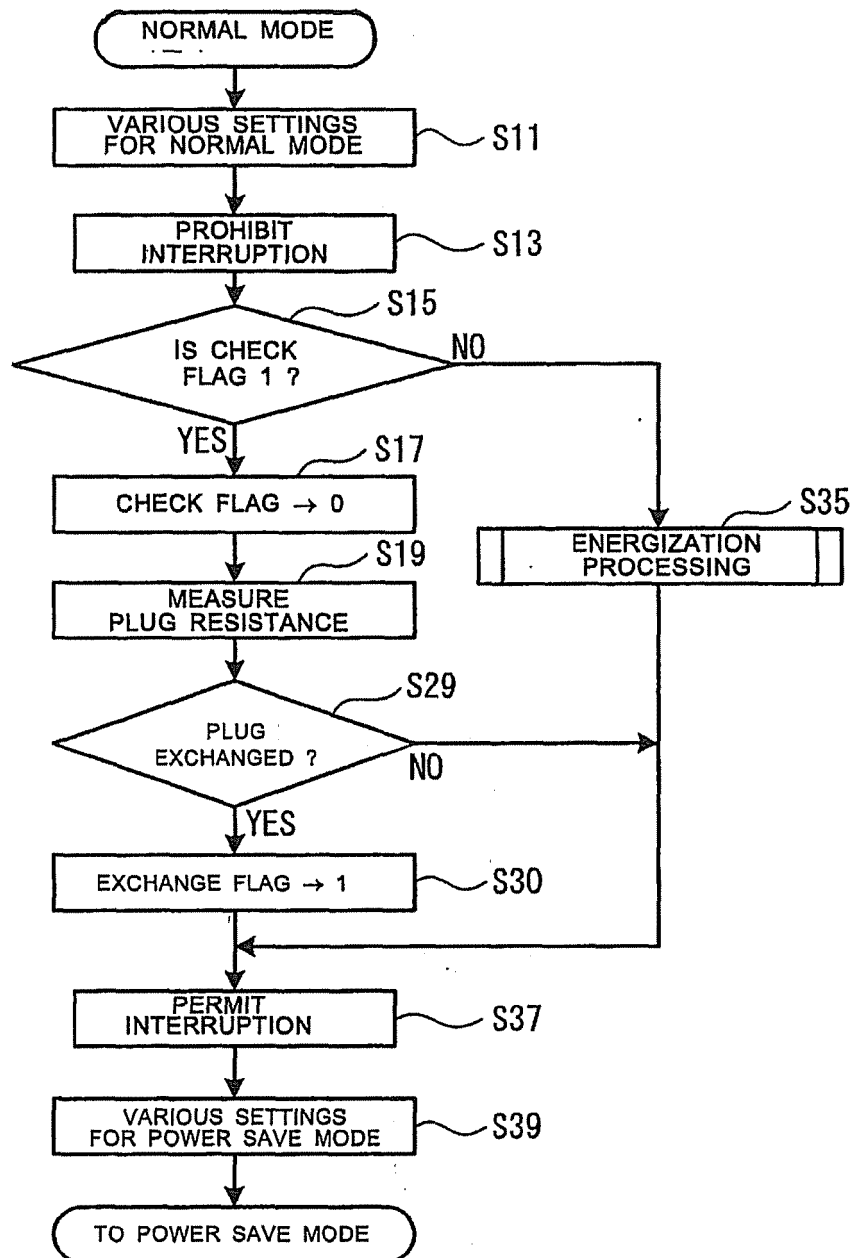 NORMAL MODE
VARIOUS SETTINGS
FOR NORMAL MODE
S11
PROHIBIT
INTERRUPTION
S13
S15
IS CHECK
FLAG 1 ?
NO
YES
S17
CHECK FLAG → 0
S35
ENERGIZATION
PROCESSING
S19
MEASURE
PLUG RESISTANCE
S29
PLUG
EXCHANGED ?
NO
YES
EXCHANGE FLAG → 1
S30
PERMIT
INTERRUPTION
S37
VARIOUS SETTINGS
FOR POWER SAVE MODE
S39
TO POWER SAVE MODE